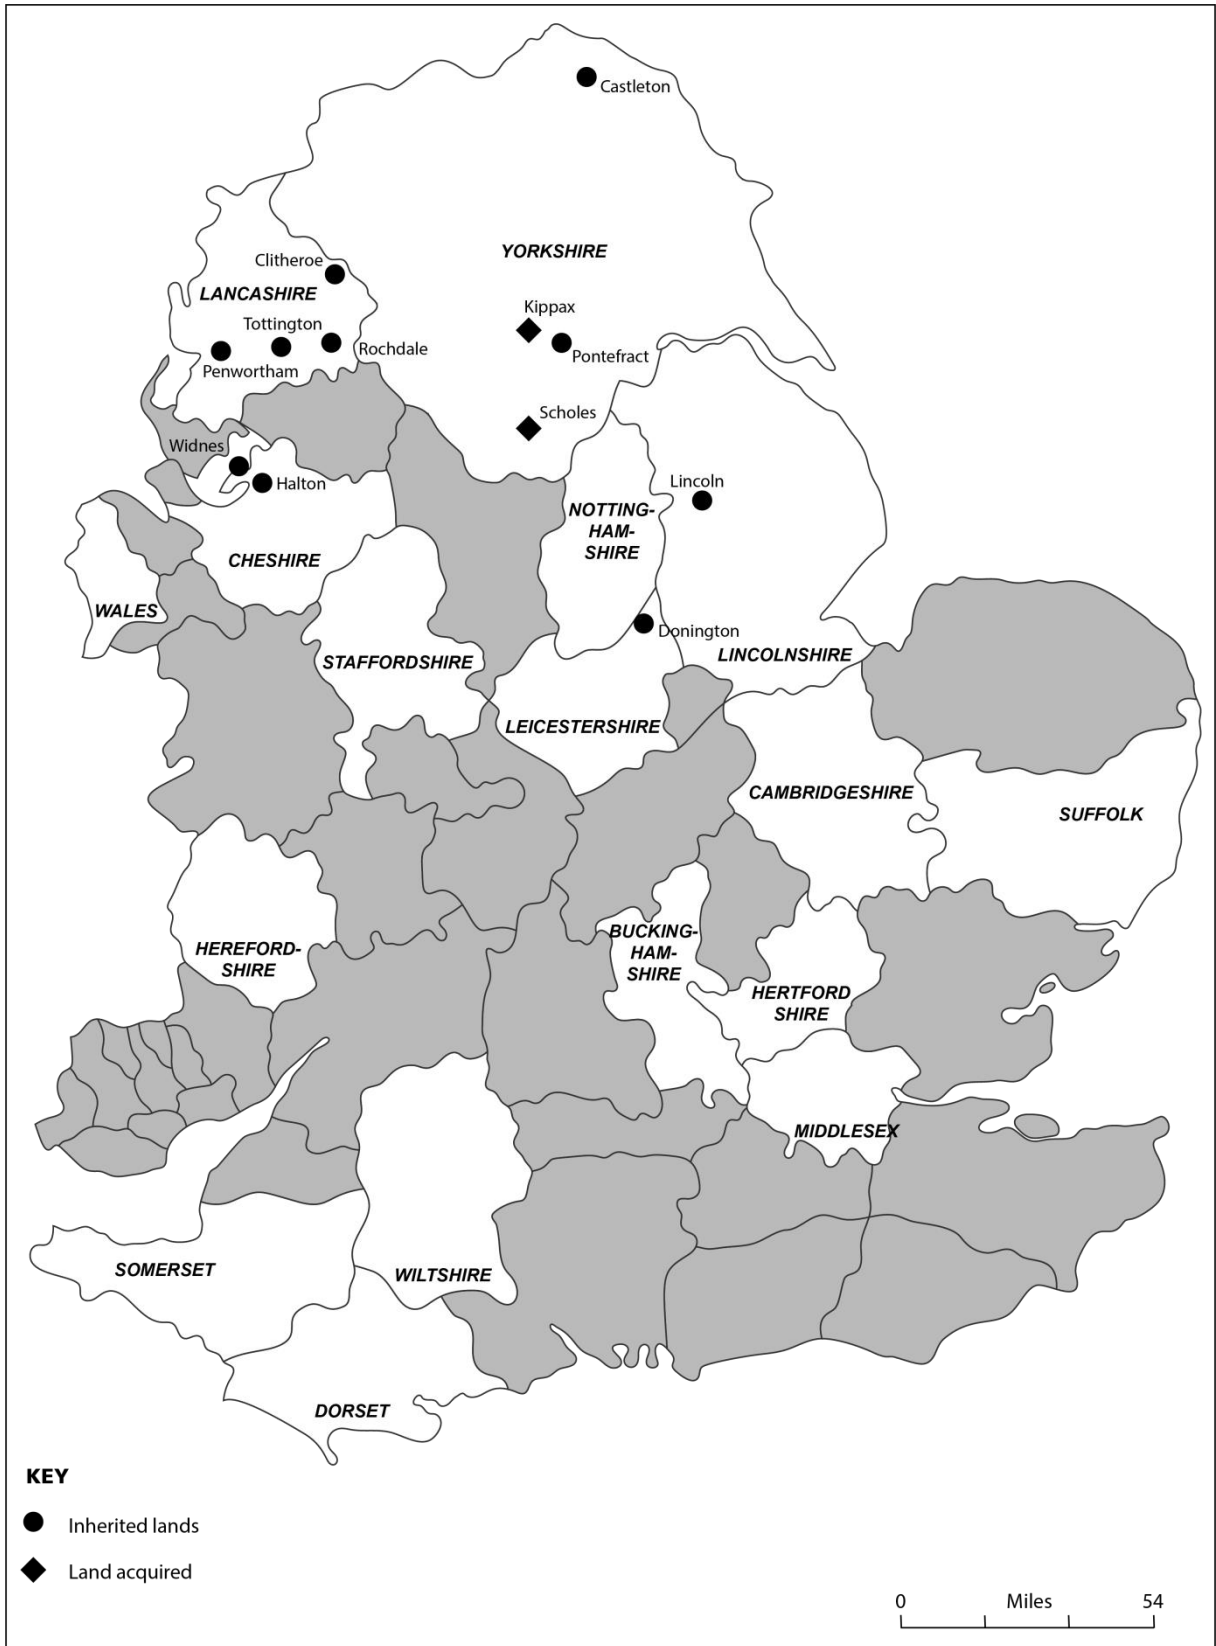 Castleton
YORKSHIRE
Clitheroe
LANCASHIRE
Kippax
Tottington
Rochdale
Pontefract
Penwortham
Scholes
Widnes
Halton
Lincoln
NOTTING-
HAM-
SHIRE
CHESHIRE
WALES
Donington
LINCOLNSHIRE
STAFFORDSHIRE
LEICESTERSHIRE
CAMBRIDGESHIRE
SUFFOLK
HEREFORD-
SHIRE
BUCKING-
HAM-
SHIRE
HERTFORD
SHIRE
MIDDLESEX
SOMERSET
WILTSHIRE
DORSET
KEY
Inherited lands
Land acquired
0 Miles 54